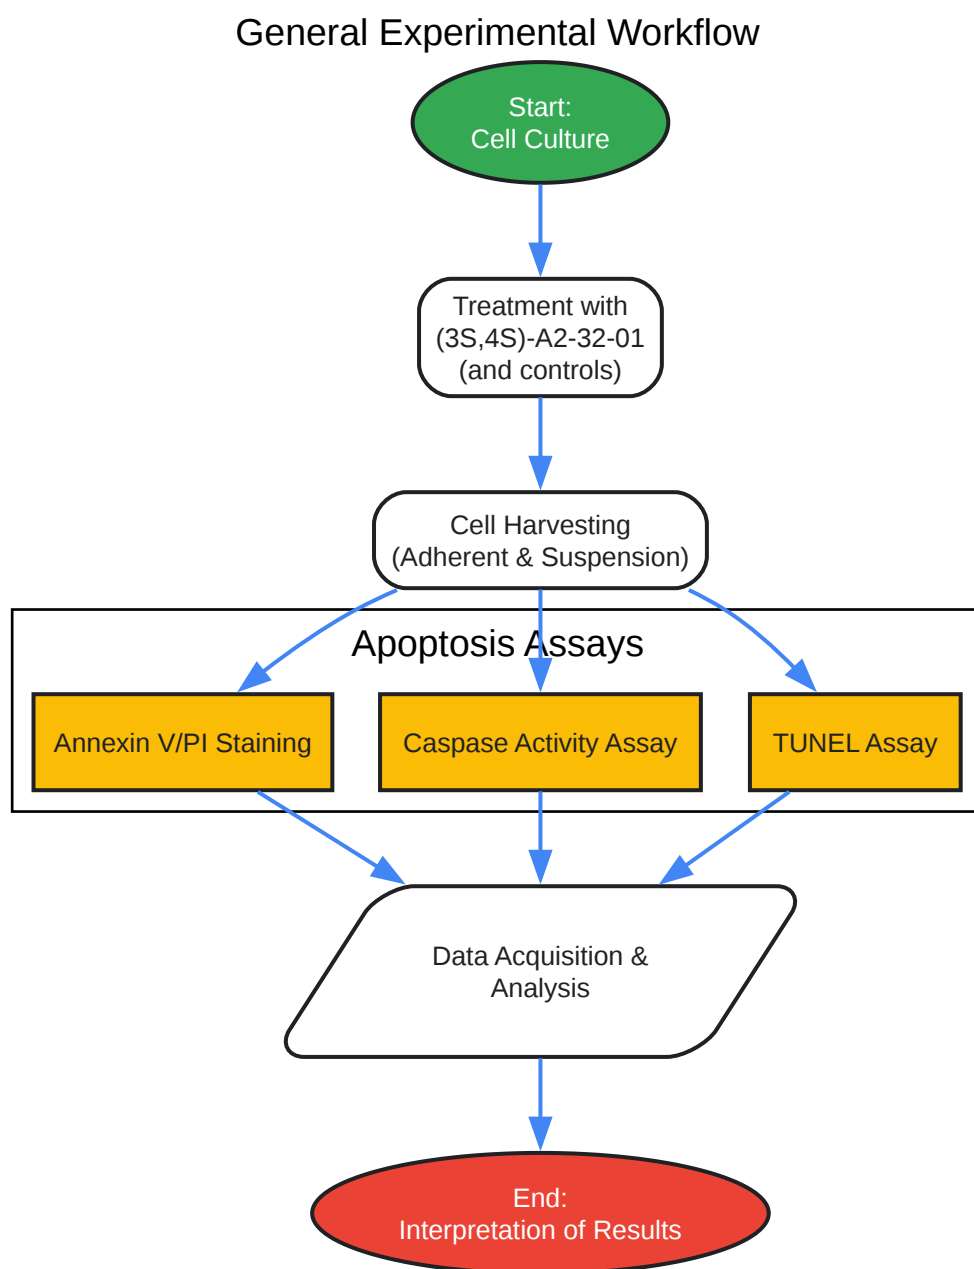 General Experimental Workflow
Start:
Cell Culture
Treatment with
(3S,4S)-A2-32-01
(and controls)
Cell Harvesting
(Adherent & Suspension)
Apoptosis Assays
Annexin V/PI Staining
Caspase Activity Assay
TUNEL Assay
Data Acquisition &
Analysis
End:
Interpretation of Results